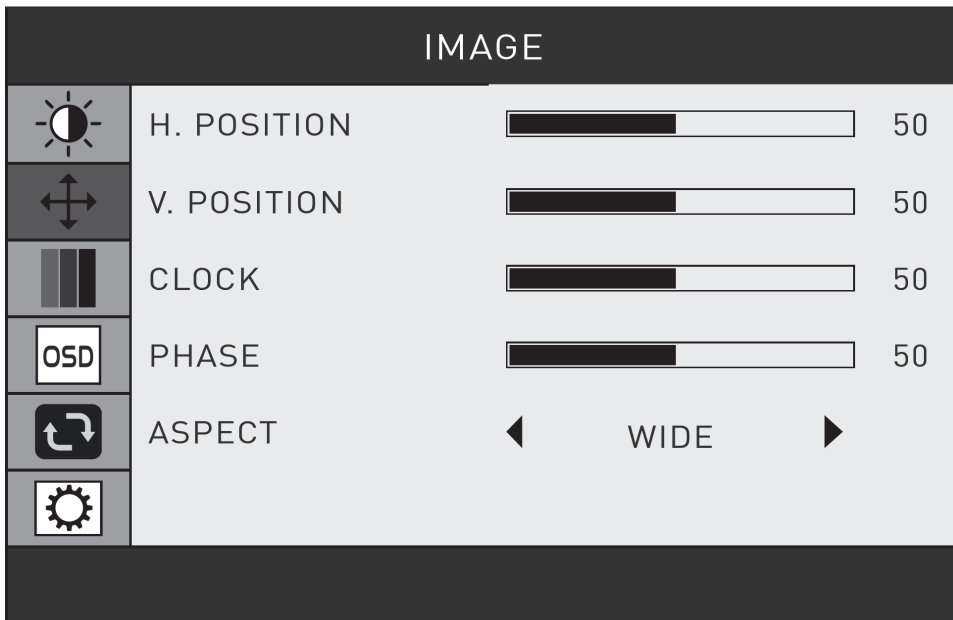 IMAGE
H. POSITION 50
V. POSITION 50
CLOCK 50
OSD
PHASE 50
ASPECT WIDE